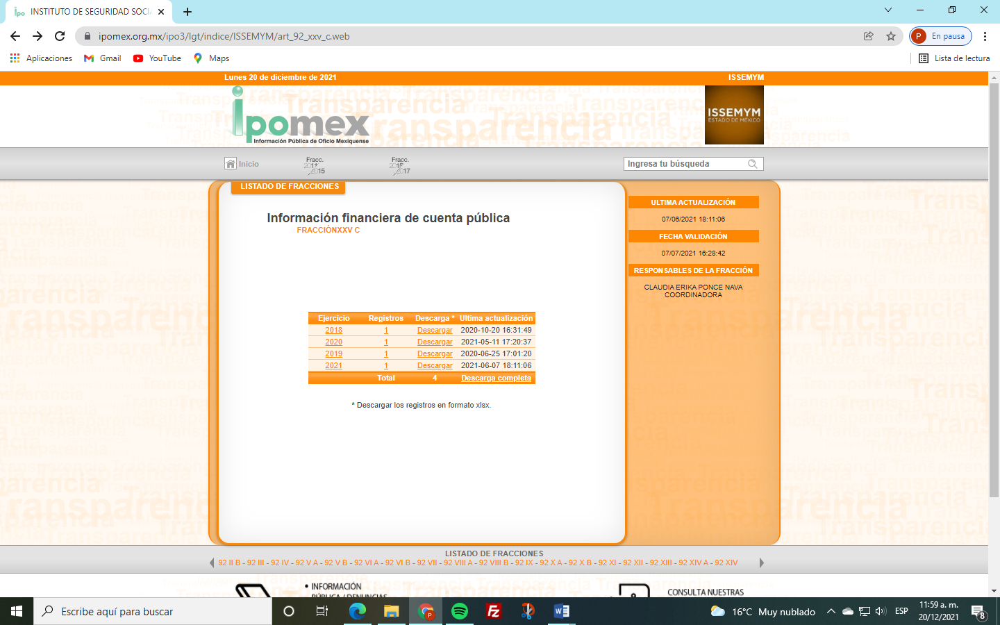 INSTITUTO DE SEGURIDAD SOCIA
ipomex.org.mx/ipo3/lgt/indice/ISSEMYM/art_92_xxv_c.web
P En pausa
Aplicaciones Gmail YouTube Maps Lista de lectura
Lunes 20 de diciembre de 2021 ISSEMYM
ipomex
Información Pública de Oficio Mexiquense
ISSEMYM
ESTADO DE MÉXICO
Transparencia
Inicio
Fracc.
Fracc.
Ingresa tu búsqueda
LISTADO DE FRACCIONES
Información financiera de cuenta pública
FRACCIÓNXXV C
ULTIMA ACTUALIZACIÓN
07/06/2021 18:11:06
FECHA VALIDACIÓN
07/07/2021 16:28:42
RESPONSABLES DE LA FRACCIÓN
CLAUDIA ERIKA PONCE NAVA
COORDINADORA
Ejercicio Registros Descarga * Ultima actualización
2018 1 Descargar 2020-10-20 16:31:49
2020 1 Descargar 2021-05-11 17:20:37
2019 1 Descargar 2020-06-25 17:01:20
2021 1 Descargar 2021-06-07 18:11:06
Total 4 Descarga completa
* Descargar los registros en formato xlsx.
LISTADO DE FRACCIONES
92 II B - 92 III - 92 IV - 92 V A - 92 V B - 92 VI A - 92 VI B - 92 VII - 92 VIII A - 92 VIII B - 92 IX - 92 X A - 92 X B - 92 XI - 92 XII - 92 XIII - 92 XIV A - 92 XIV
• INFORMACIÓN
PÚBLICA / DENUNCIAS
CONSULTA NUESTRAS
Escribe aquí para buscar
16°C Muy nublado
ESP
11:59 a. m.
20/12/2021
8